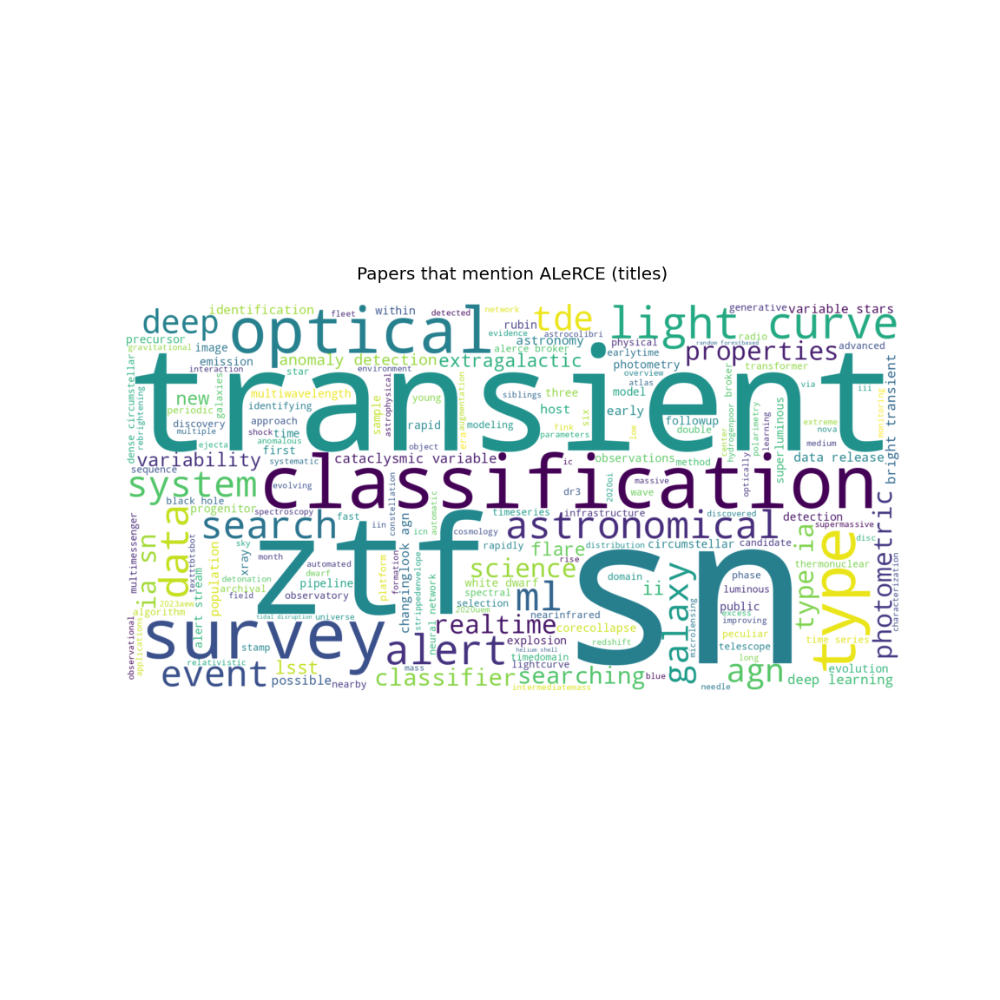 Papers that mention ALeRCE (titles)
identification
fleet
within
detected
network
generative
variable stars
deep
optical
tde
light curve
rubin
evidence
astrocolibri
astronomy
physical
radio
random forestbased
advanced
precursor
gravitational
image
alerce broker
earlytime
properties
emission
anomaly detection
extragalactic
photometry
transformer
interaction
environment
overview
dense circumstellar
transient
bright transient
star
atlas
broker
via
iii
rebrightening
galaxies
new
multiwavelength
astrophysical
siblings
three
model
periodic
identifying
sample
young
augmentation
era
host
six
early
followup
discovery
approach
rapid
modeling
fink
parameters
low
double
center
hydrogenpoor
polarimetry
learning
superluminous
extreme
nova
monitoring
multiple
shock
time
anomalous
ejecta
object
medium
first
variability
systematic
cataclysmic variable
ic
observations
method
optically
data release
sequence
classification
system
evolving
constellation
dr3
2020oi
massive
wave
black hole
progenitor
spectroscopy
fast
automatic
timeseries
infrastructure
discovered
detection
supermassive
multimessenger
data
search
iin
icn
cosmology
astronomical
disc
photometric
ia sn
texttttbsbot
sky
ztf
rapidly
flare
distribution
circumstellar
candidate
type ia
type
xray
month
automated
rise
thermonuclear
characterization
alert stream
population
detonation
dwarf
platform
formation
changinglook agn
strippedenvelope
neural network
science
domain
sn
phase
archival
pipeline
white dwarf
ii
galaxy
luminous
field
observatory
spectral
ml
2023aew
selection
public
algorithm
2020uem
nearinfrared
microlensing
excess
tidal disruption
universe
improving
survey
realtime
corecollapse
peculiar
time series
observational
applications
stamp
alert
explosion
redshift
telescope
helium shell
relativistic
timedomain
long
lsst
mass
lightcurve
agn
evolution
event
possible
nearby
classifier
searching
blue
deep learning
intermediatemass
needle